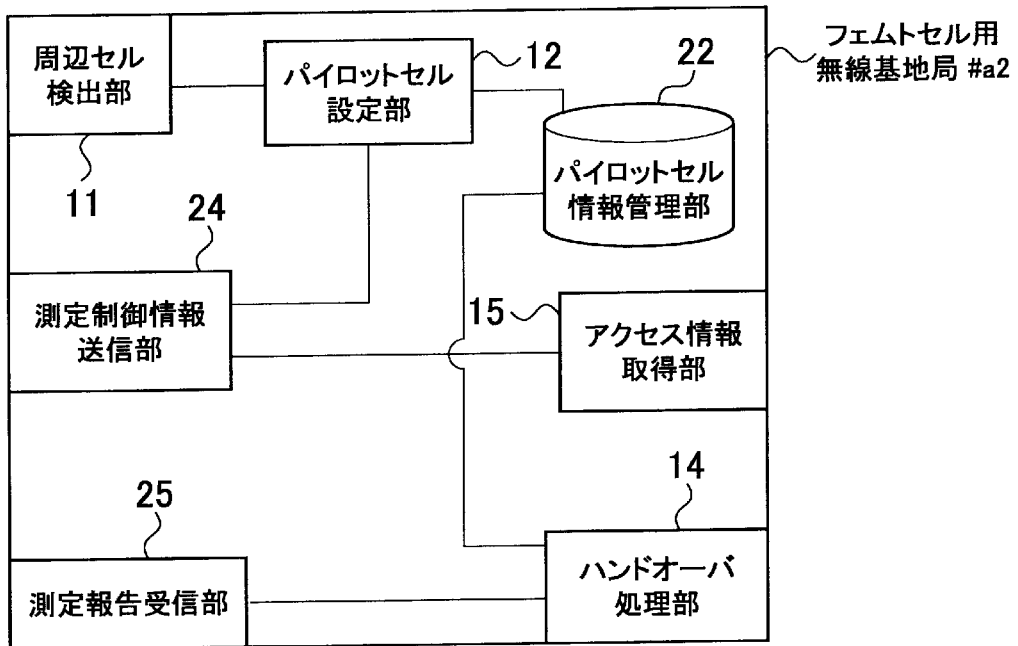 フェムトセル用
無線基地局 #a2
周辺セル
検出部
11
パイロットセル
設定部
12
22
パイロットセル
情報管理部
24
測定制御情報
送信部
15
アクセス情報
取得部
14
ハンドオーバ
処理部
25
測定報告受信部